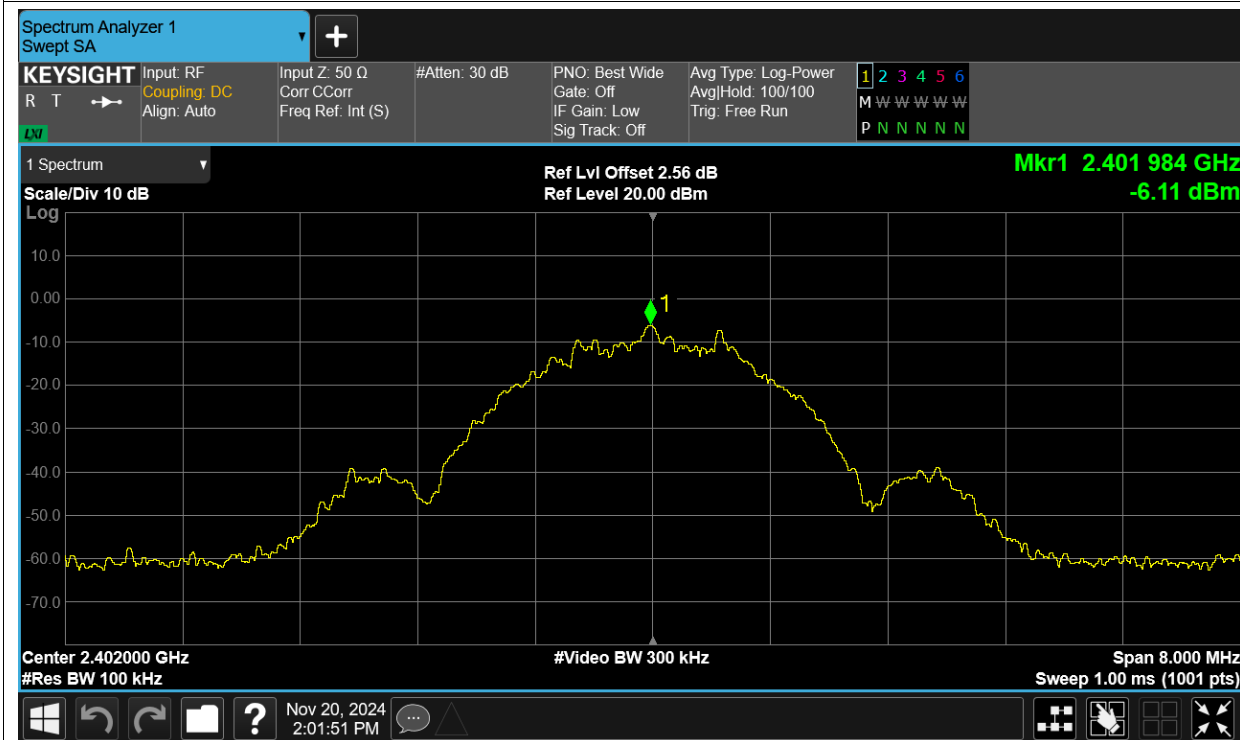 Spectrum Analyzer 1
Swept SA
+
KEYSIGHT Input: RF Input Z: 50 Ω #Atten: 30 dB PNO: Best Wide Avg Type: Log-Power 1 2 3 4 5 6
R T Coupling: DC Corr CCorr Gate: Off Avg|Hold: 100/100 M W W W W W
Align: Auto Freq Ref: Int (S) IF Gain: Low Trig: Free Run
LXI Sig Track: Off P N N N N N
1 Spectrum Ref Lvl Offset 2.56 dB Mkr1 2.401 984 GHz
Scale/Div 10 dB Ref Level 20.00 dBm -6.11 dBm
Log
10.0
0.00
1
-10.0
-20.0
-30.0
-40.0
-50.0
-60.0
-70.0
Center 2.402000 GHz #Video BW 300 kHz Span 8.000 MHz
#Res BW 100 kHz Sweep 1.00 ms (1001 pts)
? Nov 20, 2024
2:01:51 PM